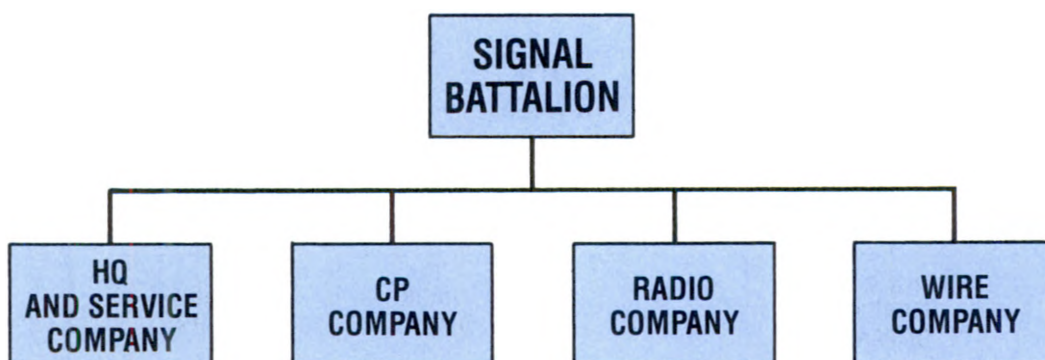 SIGNAL
BATTALION
HQ
AND SERVICE
COMPANY
CP
COMPANY
RADIO
COMPANY
WIRE
COMPANY